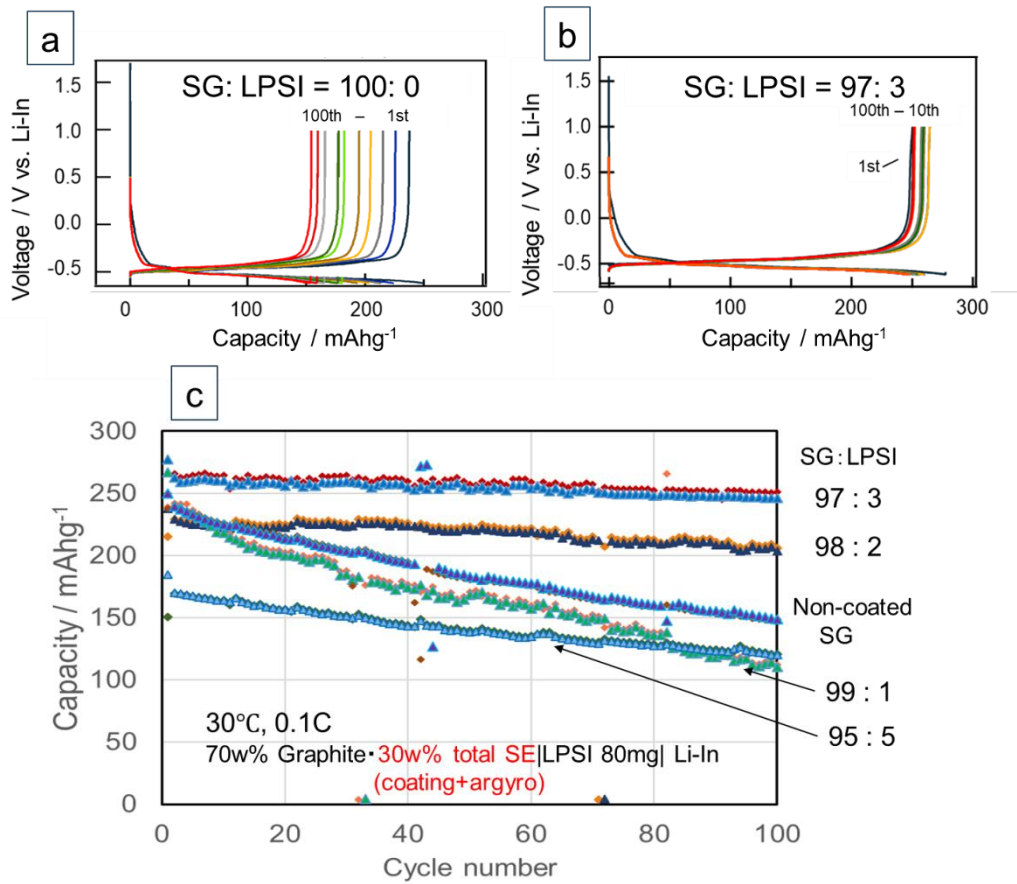 a
SG: LPSI = 100: 0
100th – 1st
1.5
1.0
0.5
0.0
-0.5
Voltage / V vs. Li-In
0
100
200
300
Capacity / mAhg-1
b
SG: LPSI = 97: 3
100th – 10th
1st
1.5
1.0
0.5
0.0
-0.5
Voltage / V vs. Li-In
0
100
200
300
Capacity / mAhg-1
c
300
250
200
150
100
50
0
Capacity / mAhg-1
SG:LPSI
97 : 3
98 : 2
Non-coated
SG
99 : 1
95 : 5
30℃, 0.1C
70w% Graphite・30w% total SE|LPSI 80mg| Li-In
(coating+argyro)
0
20
40
60
80
100
Cycle number